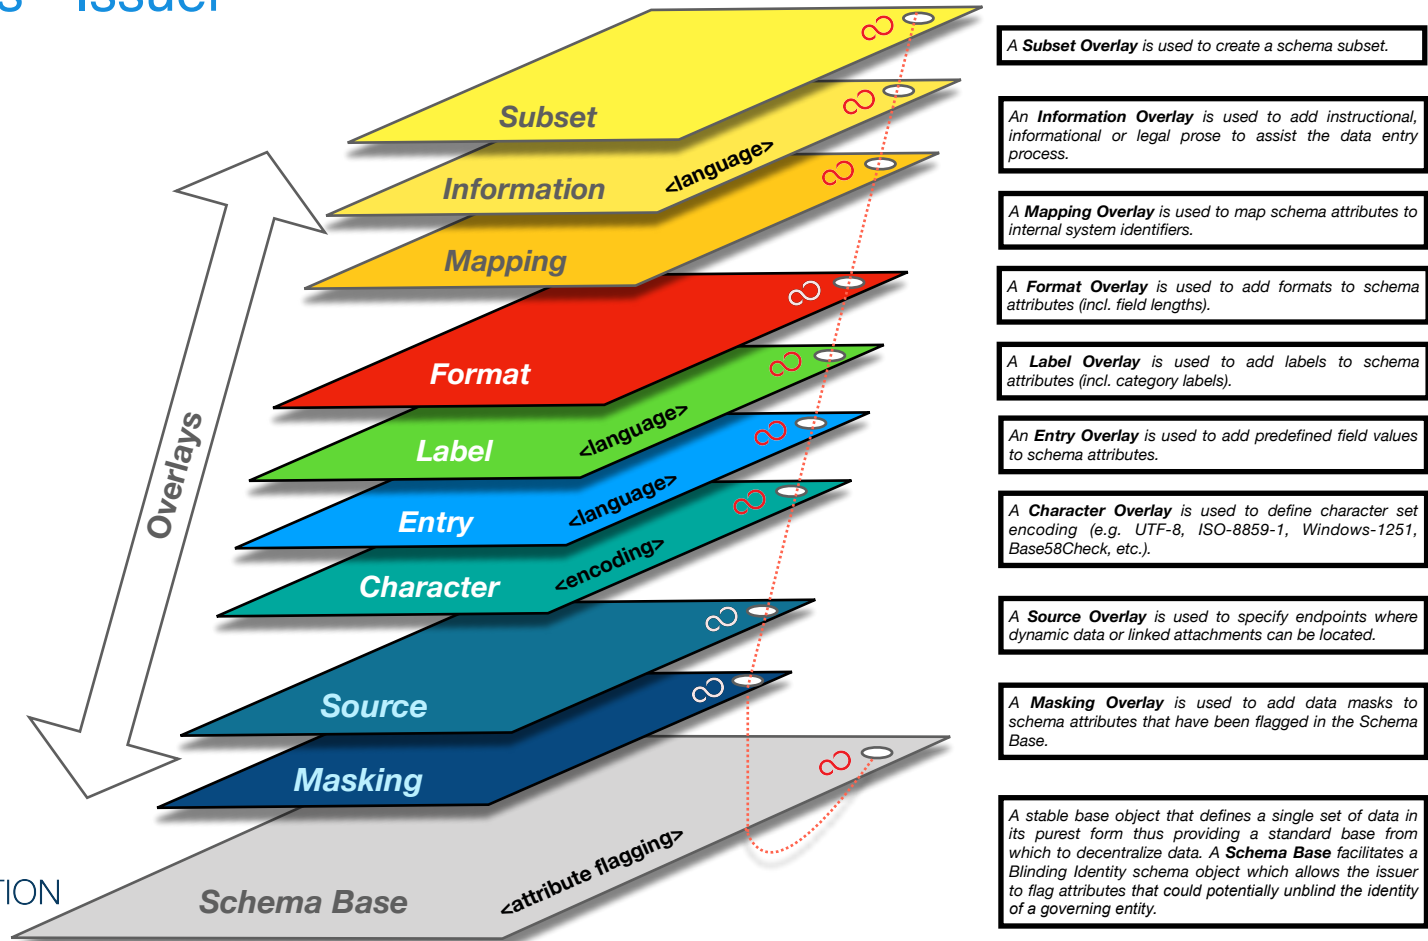 s - Issuer
Subset
Information
<language>
Mapping
Format
Label
<language>
Entry
<language>
Character
<encoding>
Source
Masking
Schema Base
<attribute flagging>
Overlays
TION
A Subset Overlay is used to create a schema subset.
An Information Overlay is used to add instructional,
informational or legal prose to assist the data entry
process.
A Mapping Overlay is used to map schema attributes to
internal system identifiers.
A Format Overlay is used to add formats to schema
attributes (incl. field lengths).
A Label Overlay is used to add labels to schema
attributes (incl. category labels).
An Entry Overlay is used to add predefined field values
to schema attributes.
A Character Overlay is used to define character set
encoding (e.g. UTF-8, ISO-8859-1, Windows-1251,
Base58Check, etc.).
A Source Overlay is used to specify endpoints where
dynamic data or linked attachments can be located.
A Masking Overlay is used to add data masks to
schema attributes that have been flagged in the Schema
Base.
A stable base object that defines a single set of data in
its purest form thus providing a standard base from
which to decentralize data. A Schema Base facilitates a
Blinding Identity schema object which allows the issuer
to flag attributes that could potentially unblind the identity
of a governing entity.